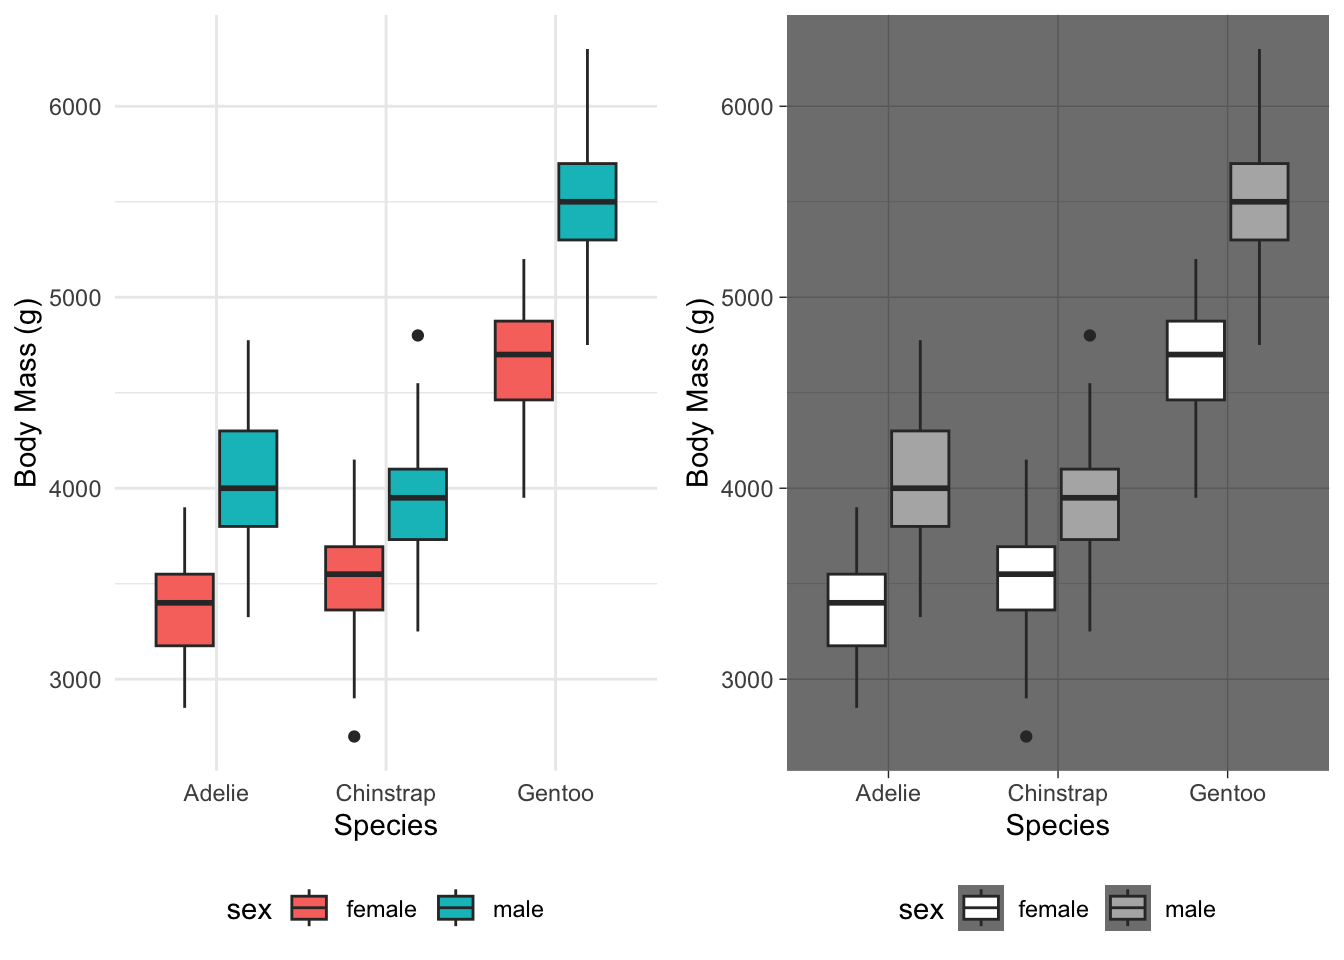 6000
5000
4000
3000
Body Mass (g)
Adelie Chinstrap Gentoo
Species
sex female male
6000
5000
4000
3000
Body Mass (g)
Adelie Chinstrap Gentoo
Species
sex female male